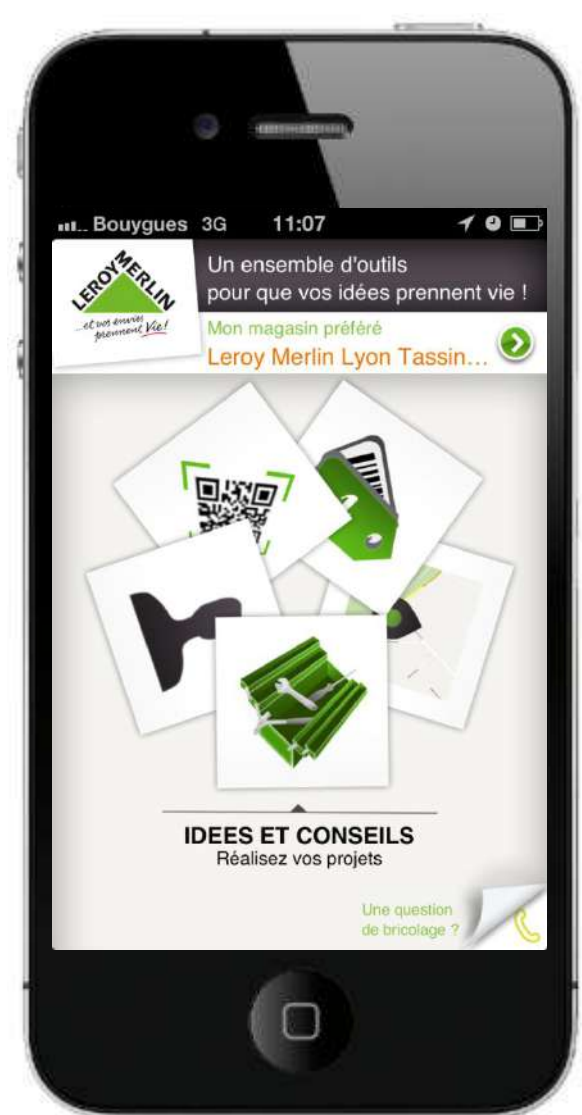 Bouygues 3G 11:07
LEROY MERLIN
...et vos envies
prennent Vie!
Un ensemble d'outils
pour que vos idées prennent vie !
Mon magasin préféré
Leroy Merlin Lyon Tassin...
IDEES ET CONSEILS
Réalisez vos projets
Une question
de bricolage ?